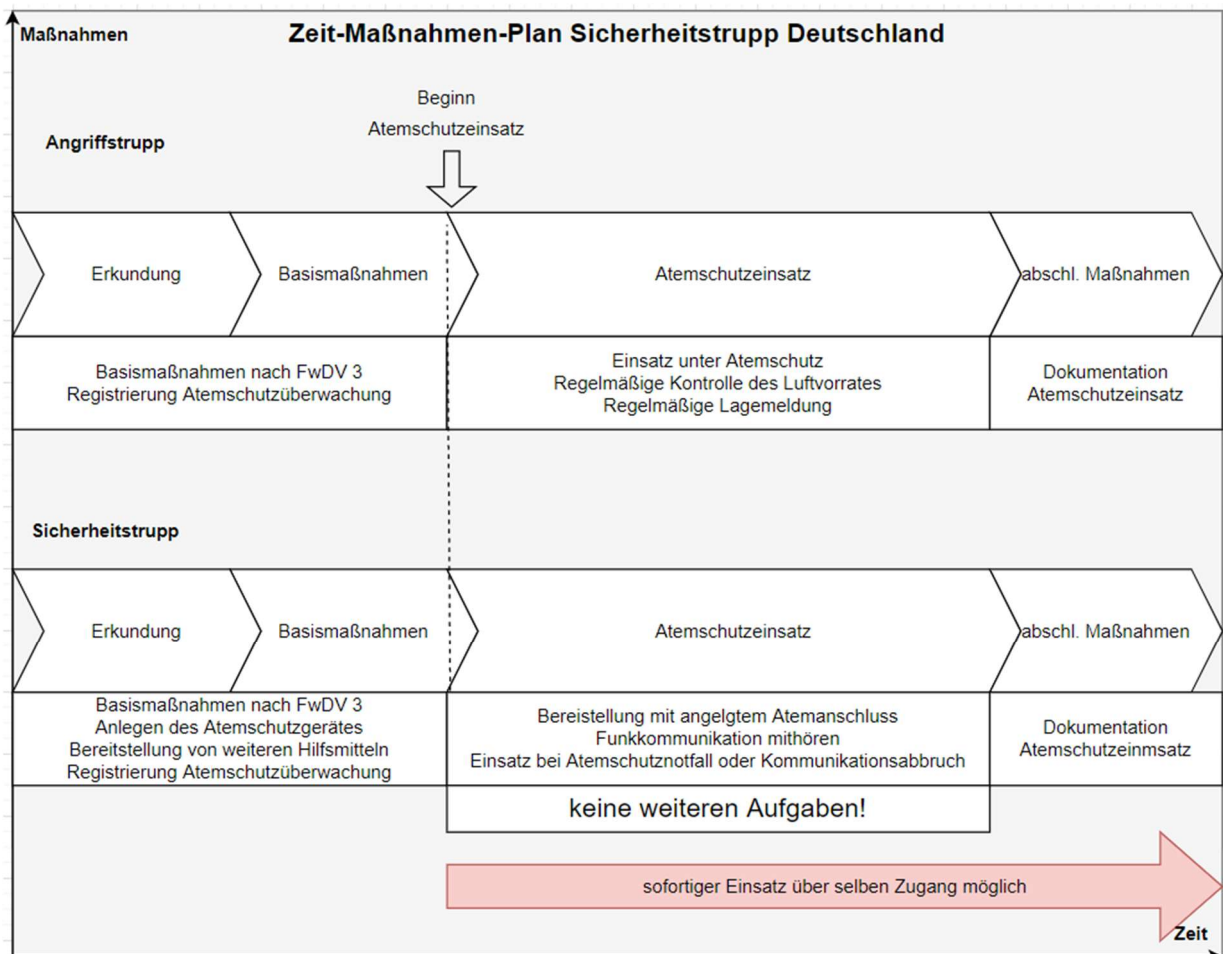 Maßnahmen
Zeit-Maßnahmen-Plan Sicherheitstrupp Deutschland
Beginn
Atemschutzeinsatz
Angriffstrupp
Erkundung
Basismaßnahmen
Atemschutzeinsatz
abschl. Maßnahmen
Basismaßnahmen nach FwDV 3
Registrierung Atemschutzüberwachung
Einsatz unter Atemschutz
Regelmäßige Kontrolle des Luftvorrates
Regelmäßige Lagemeldung
Dokumentation
Atemschutzeinsatz
Sicherheitstrupp
Erkundung
Basismaßnahmen
Atemschutzeinsatz
abschl. Maßnahmen
Basismaßnahmen nach FwDV 3
Anlegen des Atemschutzgerätes
Bereitstellung von weiteren Hilfsmitteln
Registrierung Atemschutzüberwachung
Bereistellung mit angelgtem Atemanschluss
Funkkommunikation mithören
Einsatz bei Atemschutznotfall oder Kommunikationsabbruch
Dokumentation
Atemschutzeinmsatz
keine weiteren Aufgaben!
sofortiger Einsatz über selben Zugang möglich
Zeit